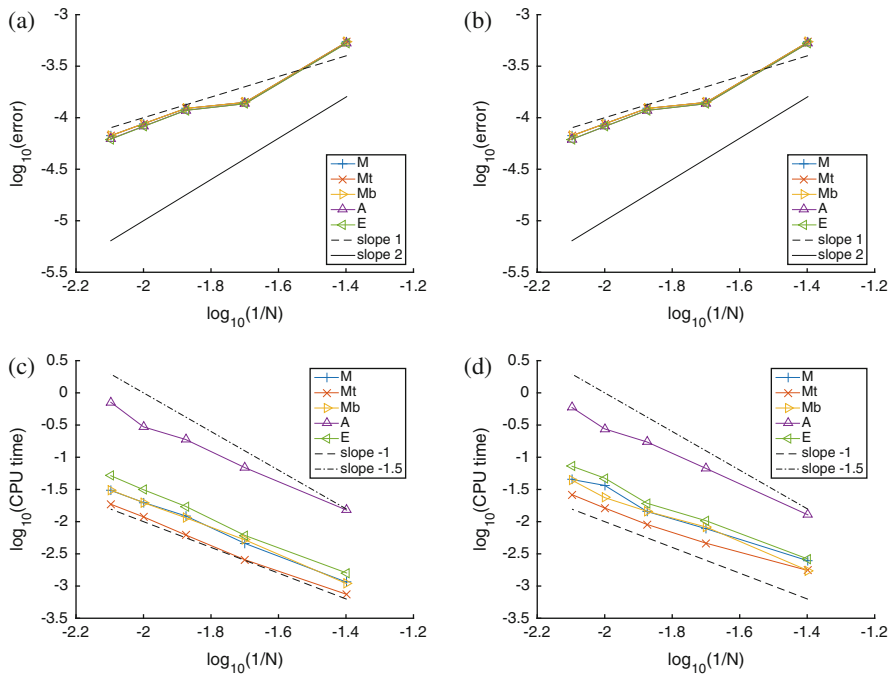 (a)
-3
-3.5
-4
-4.5
-5
-5.5
log10(error)
M
Mt
Mb
A
E
slope 1
slope 2
-2.2 -2 -1.8 -1.6 -1.4 -1.2
log10(1/N)
(b)
-3
-3.5
-4
-4.5
-5
-5.5
log10(error)
M
Mt
Mb
A
E
slope 1
slope 2
-2.2 -2 -1.8 -1.6 -1.4 -1.2
log10(1/N)
(c)
0.5
0
-0.5
-1
-1.5
-2
-2.5
-3
-3.5
log10(CPU time)
M
Mt
Mb
A
E
slope -1
slope -1.5
-2.2 -2 -1.8 -1.6 -1.4 -1.2
log10(1/N)
(d)
0.5
0
-0.5
-1
-1.5
-2
-2.5
-3
-3.5
log10(CPU time)
M
Mt
Mb
A
E
slope -1
slope -1.5
-2.2 -2 -1.8 -1.6 -1.4 -1.2
log10(1/N)